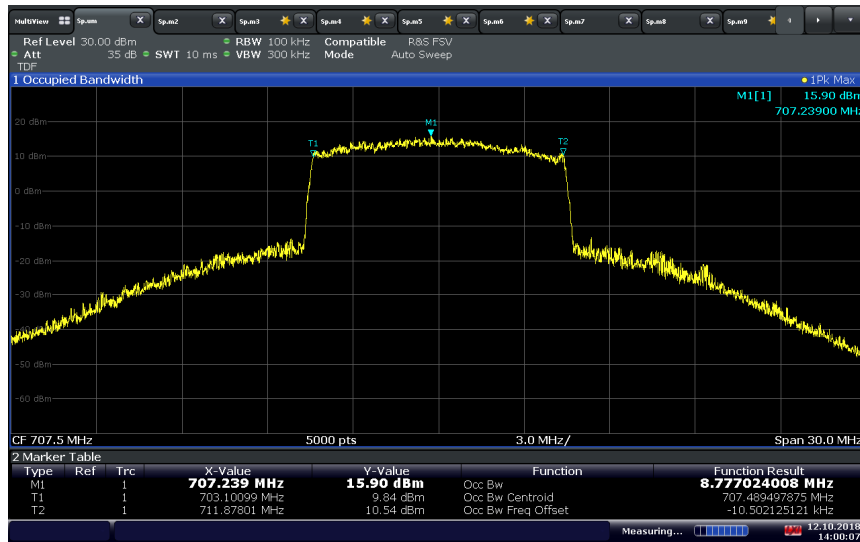 MultiView Sp.um X Sp.m2 X Sp.m3 X Sp.m4 X Sp.m5 X Sp.m6 X Sp.m7 X Sp.m8 X Sp.m9
Ref Level 30.00 dBm RBW 100 kHz Compatible R&S FSV
Att 35 dB SWT 10 ms VBW 300 kHz Mode Auto Sweep
TDF
1 Occupied Bandwidth 1Pk Max
M1[1] 15.90 dBm
707.23900 MHz
M1
20 dBm
T1 T2
10 dBm
0 dBm
-10 dBm
-20 dBm
-30 dBm
-40 dBm
-50 dBm
-60 dBm
CF 707.5 MHz 5000 pts 3.0 MHz/ Span 30.0 MHz
2 Marker Table
Type Ref Trc X-Value Y-Value Function Function Result
M1 1 707.239 MHz 15.90 dBm Occ Bw 8.777024008 MHz
T1 1 703.10099 MHz 9.84 dBm Occ Bw Centroid 707.489497875 MHz
T2 1 711.87801 MHz 10.54 dBm Occ Bw Freq Offset -10.502125121 kHz
Measuring... 12.10.2018
14:00:07